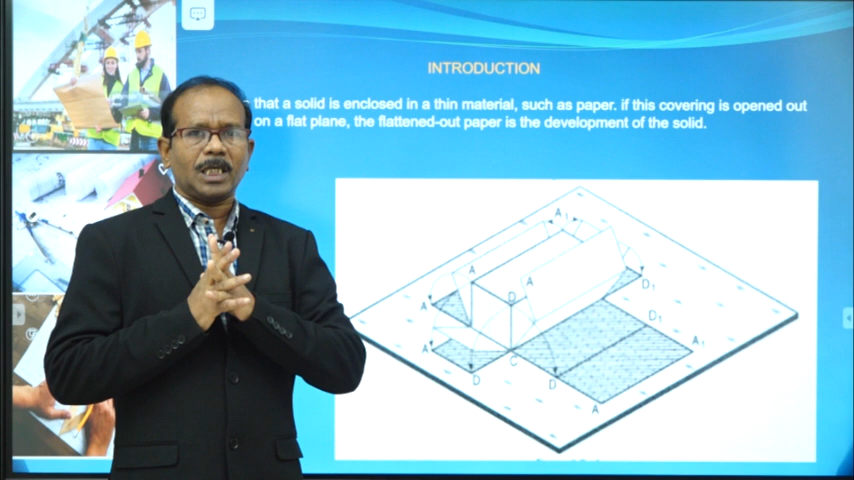 INTRODUCTION
that a solid is enclosed in a thin material, such as paper. if this covering is opened out
on a flat plane, the flattened-out paper is the development of the solid.
A1
A
A
D
D1
D1
A
A1
C
D
D
A